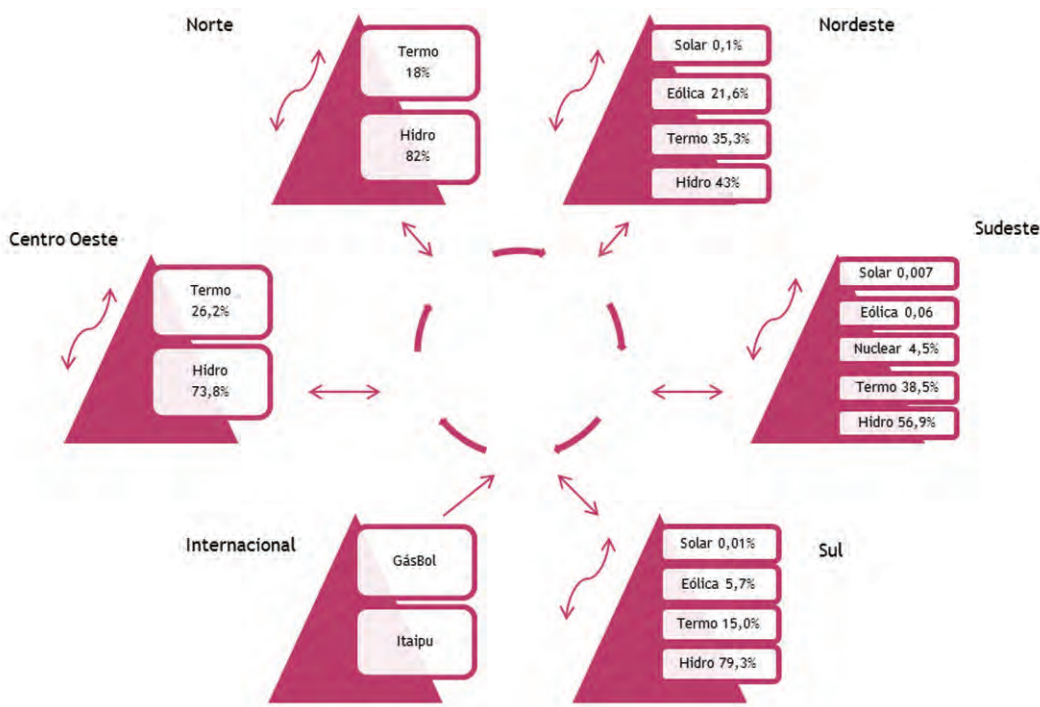 Norte
Termo
18%
Hidro
82%
Nordeste
Solar 0,1%
Eólica 21,6%
Termo 35,3%
Hidro 43%
Centro Oeste
Termo
26,2%
Hidro
73,8%
Sudeste
Solar 0,007
Eólica 0,06
Nuclear 4,5%
Termo 38,5%
Hidro 56,9%
Internacional
GásBol
Itaipu
Sul
Solar 0,01%
Eólica 5,7%
Termo 15,0%
Hidro 79,3%